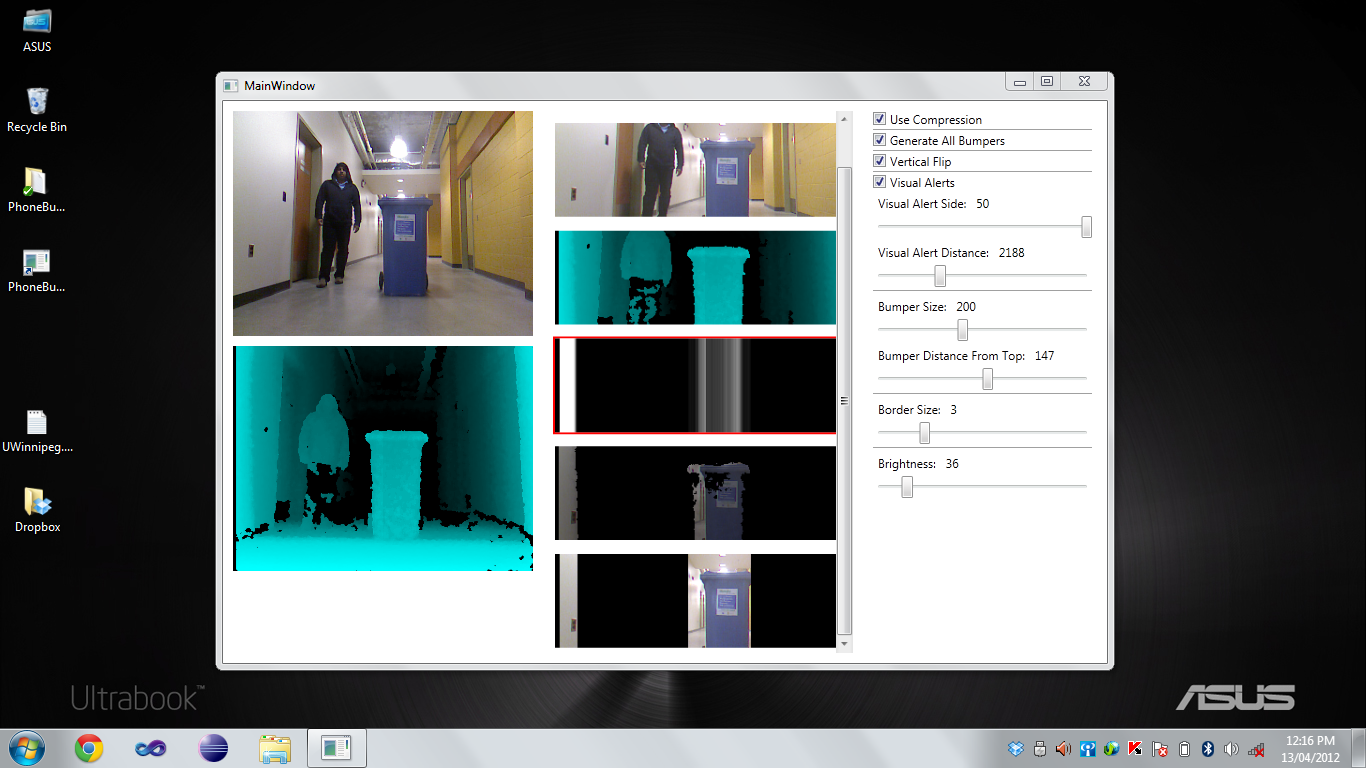 ASUS
Recycle Bin
PhoneBu...
PhoneBu...
UWinnipeg....
Dropbox
MainWindow
Use Compression
Generate All Bumpers
Vertical Flip
Visual Alerts
Visual Alert Side: 50
Visual Alert Distance: 2188
Bumper Size: 200
Bumper Distance From Top: 147
Border Size: 3
Brightness: 36
Ultrabook™
ASUS
12:16 PM
13/04/2012